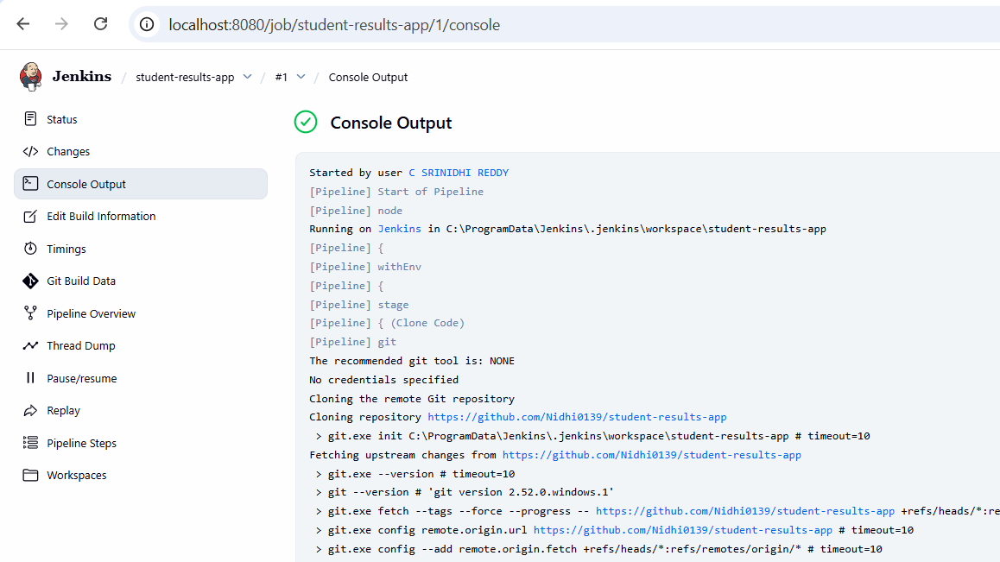 localhost:8080/job/student-results-app/1/console
Jenkins / student-results-app / #1 / Console Output
Status
Changes
Console Output
Edit Build Information
Timings
Git Build Data
Pipeline Overview
Thread Dump
Pause/resume
Replay
Pipeline Steps
Workspaces
Console Output
Started by user C SRINIDHI REDDY
[Pipeline] Start of Pipeline
[Pipeline] node
Running on Jenkins in C:\ProgramData\Jenkins\.jenkins\workspace\student-results-app
[Pipeline] {
[Pipeline] withEnv
[Pipeline] {
[Pipeline] stage
[Pipeline] { (Clone Code)
[Pipeline] git
The recommended git tool is: NONE
No credentials specified
Cloning the remote Git repository
Cloning repository https://github.com/Nidhi0139/student-results-app
> git.exe init C:\ProgramData\Jenkins\.jenkins\workspace\student-results-app # timeout=10
Fetching upstream changes from https://github.com/Nidhi0139/student-results-app
> git.exe --version # timeout=10
> git --version # 'git version 2.52.0.windows.1'
> git.exe fetch --tags --force --progress -- https://github.com/Nidhi0139/student-results-app +refs/heads/*:re
> git.exe config remote.origin.url https://github.com/Nidhi0139/student-results-app # timeout=10
> git.exe config --add remote.origin.fetch +refs/heads/*:refs/remotes/origin/* # timeout=10